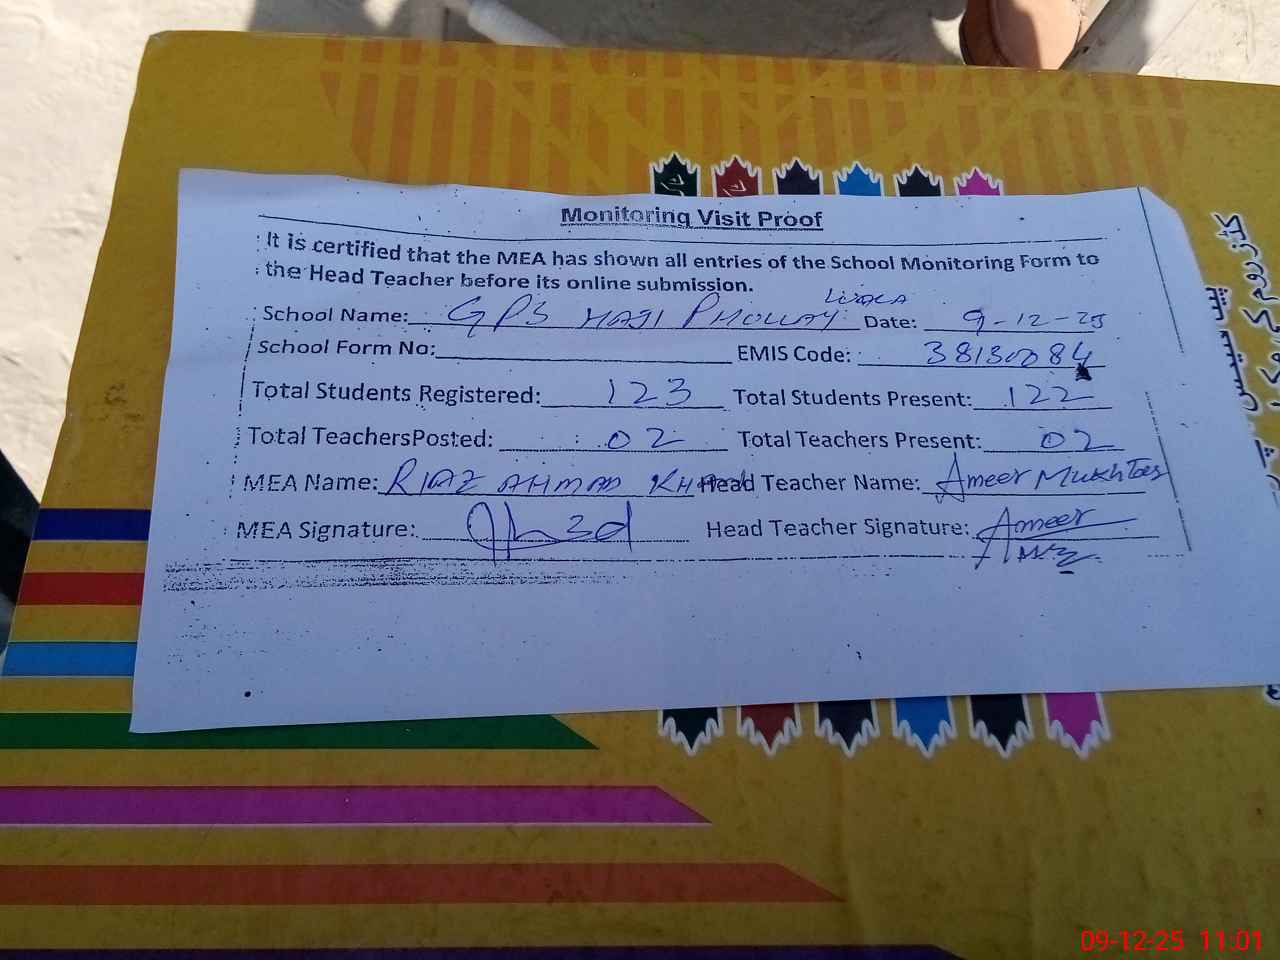 Monitoring Visit Proof
It is certified that the MEA has shown all entries of the School Monitoring Form to
the Head Teacher before its online submission.
School Name: GPS HAJI PHOLLAY WALA Date: 9-12-25
School Form No: EMIS Code: 38130084
Total Students Registered: 123 Total Students Present: 122
Total TeachersPosted: 02 Total Teachers Present: 02
MEA Name: RIAZ AHMAD KHAN Head Teacher Name: Ameer Mukhtar
MEA Signature: Head Teacher Signature: Ameer
09-12-25 11:01